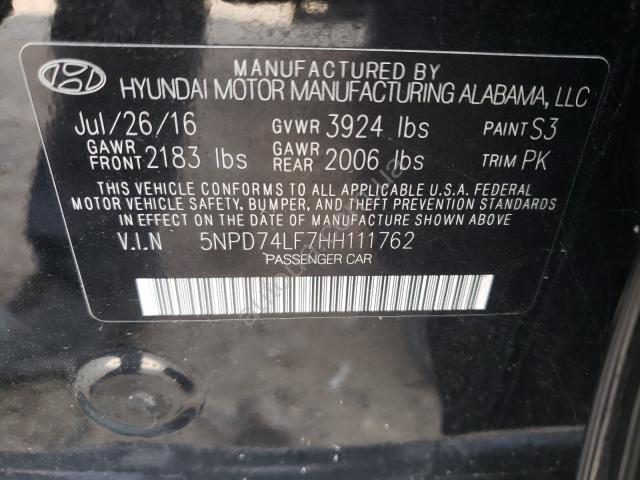 MANUFACTURED BY
HYUNDAI MOTOR MANUFACTURING ALABAMA, LLC
Jul/26/16 GVWR 3924 lbs PAINT S3
GAWR FRONT 2183 lbs GAWR REAR 2006 lbs TRIM PK
THIS VEHICLE CONFORMS TO ALL APPLICABLE U.S.A. FEDERAL
MOTOR VEHICLE SAFETY, BUMPER, AND THEFT PREVENTION STANDARDS
IN EFFECT ON THE DATE OF MANUFACTURE SHOWN ABOVE.
V.I.N 5NPD74LF7HH111762
PASSENGER CAR